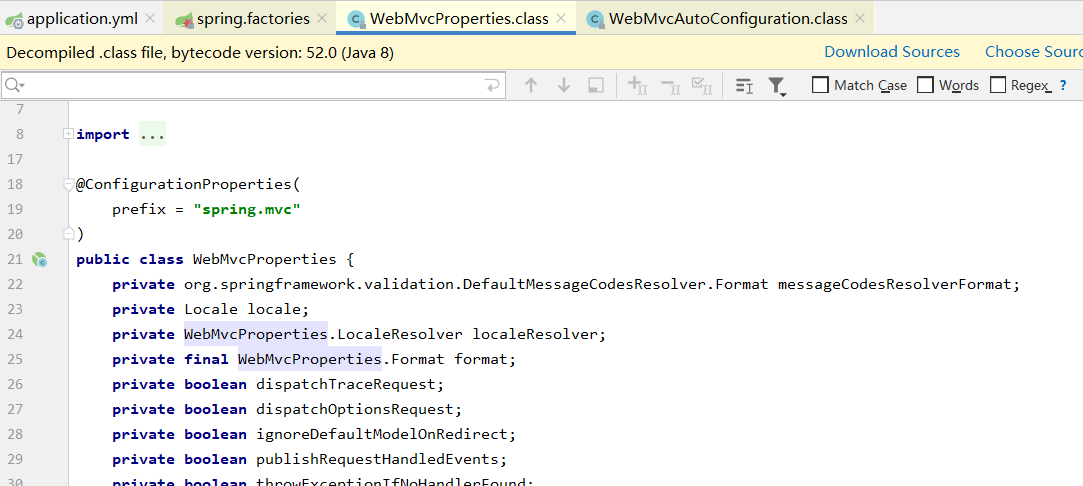 application.yml spring.factories WebMvcProperties.class WebMvcAutoConfiguration.class
Decompiled .class file, bytecode version: 52.0 (Java 8) Download Sources Choose Sourc
Match Case Words Regex ?
7
8 import ...
17
18 @ConfigurationProperties(
19 prefix = "spring.mvc"
20 )
21 public class WebMvcProperties {
22 private org.springframework.validation.DefaultMessageCodesResolver.Format messageCodesResolverFormat;
23 private Locale locale;
24 private WebMvcProperties.LocaleResolver localeResolver;
25 private final WebMvcProperties.Format format;
26 private boolean dispatchTraceRequest;
27 private boolean dispatchOptionsRequest;
28 private boolean ignoreDefaultModelOnRedirect;
29 private boolean publishRequestHandledEvents;
30 private boolean throwExceptionIfNoHandlerFound;